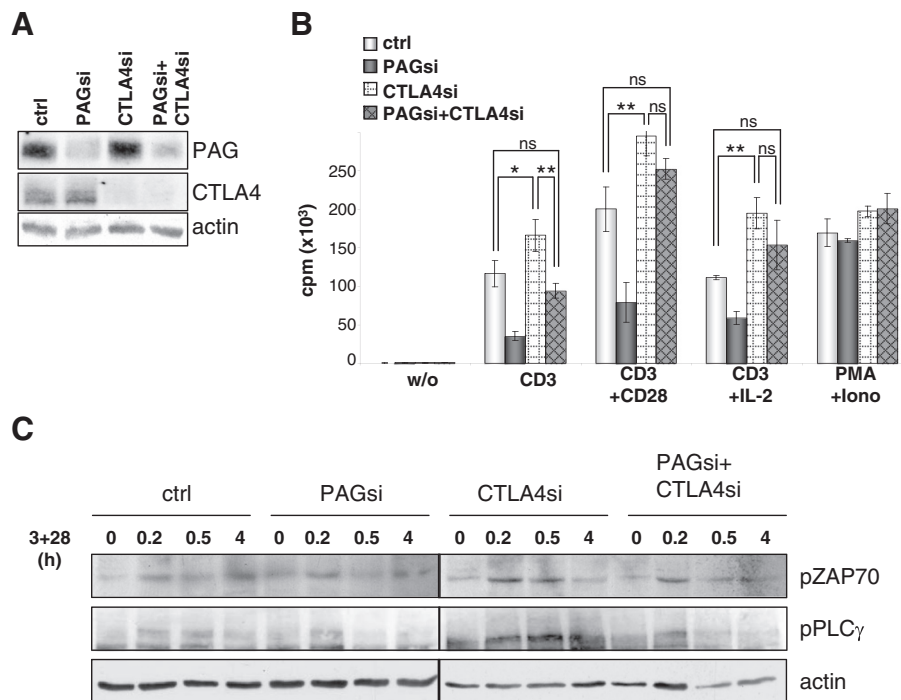 A
ctrl
PAGsi
CTLA4si
PAGsi+
CTLA4si
PAG
CTLA4
actin
B
ctrl
PAGsi
CTLA4si
PAGsi+CTLA4si
cpm (x10³)
250
200
150
100
50
0
ns
* **
ns
** ns
ns
** ns
w/o
CD3
CD3
+CD28
CD3
+IL-2
PMA
+Iono
C
ctrl
PAGsi
CTLA4si
PAGsi+
CTLA4si
3+28
(h)
0 0.2 0.5 4 0 0.2 0.5 4 0 0.2 0.5 4 0 0.2 0.5 4
pZAP70
pPLCγ
actin